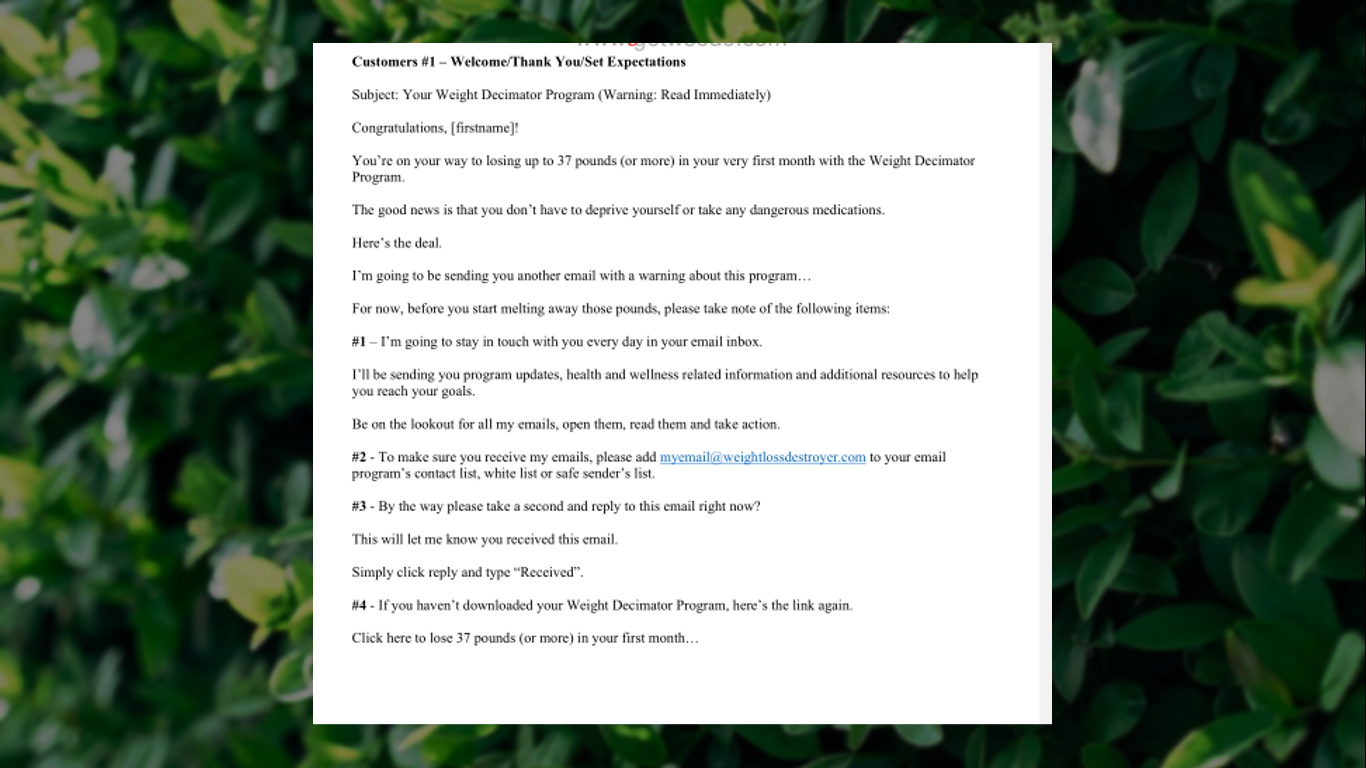 Customers #1 – Welcome/Thank You/Set Expectations
Subject: Your Weight Decimator Program (Warning: Read Immediately)
Congratulations, [firstname]!
You’re on your way to losing up to 37 pounds (or more) in your very first month with the Weight Decimator
Program.
The good news is that you don’t have to deprive yourself or take any dangerous medications.
Here’s the deal.
I’m going to be sending you another email with a warning about this program…
For now, before you start melting away those pounds, please take note of the following items:
#1 – I’m going to stay in touch with you every day in your email inbox.
I’ll be sending you program updates, health and wellness related information and additional resources to help
you reach your goals.
Be on the lookout for all my emails, open them, read them and take action.
#2 - To make sure you receive my emails, please add myemail@weightlossdestroyer.com to your email
program’s contact list, white list or safe sender’s list.
#3 - By the way please take a second and reply to this email right now?
This will let me know you received this email.
Simply click reply and type “Received”.
#4 - If you haven’t downloaded your Weight Decimator Program, here’s the link again.
Click here to lose 37 pounds (or more) in your first month…